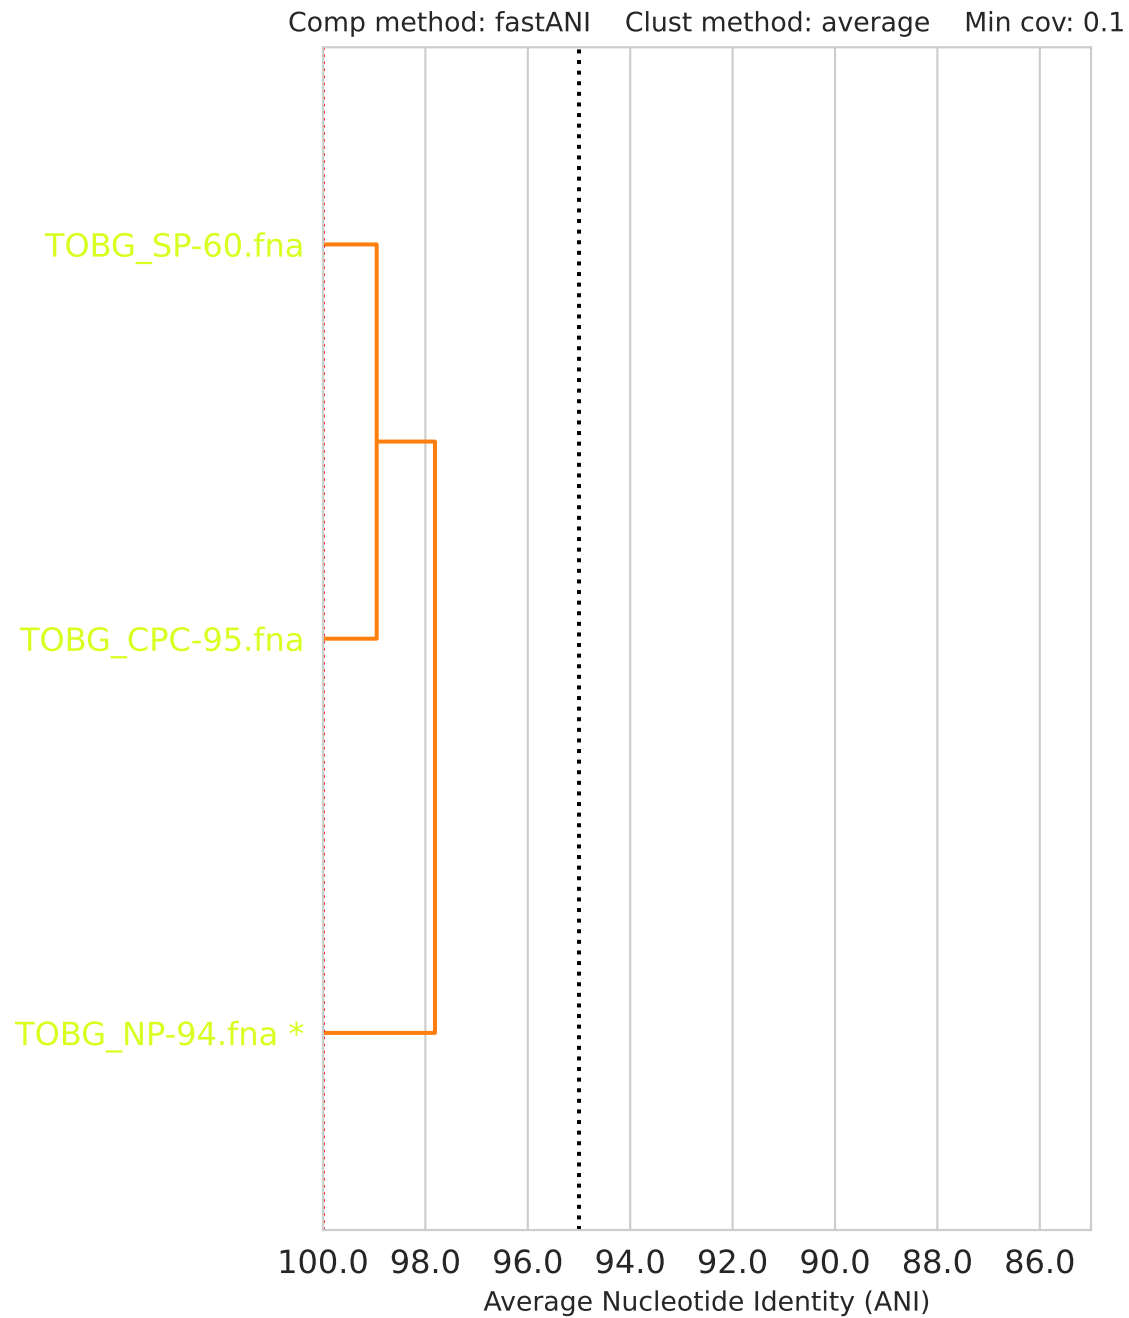 Comp method: fastANI    Clust method: average    Min cov: 0.1
TOBG_SP-60.fna
TOBG_CPC-95.fna
TOBG_NP-94.fna *
100.0 98.0 96.0 94.0 92.0 90.0 88.0 86.0
Average Nucleotide Identity (ANI)